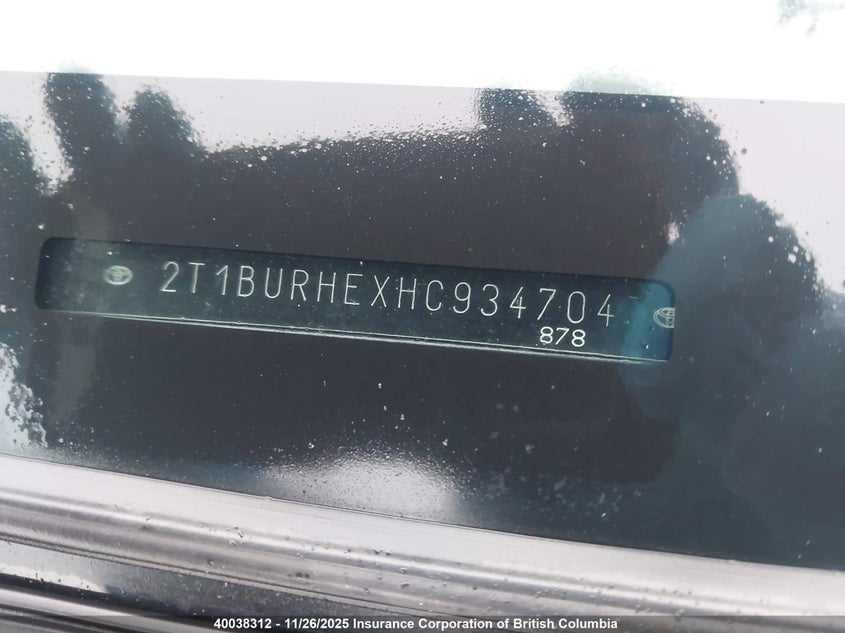 2T1BURHEXHC934704
878
40038312 - 11/26/2025 Insurance Corporation of British Columbia